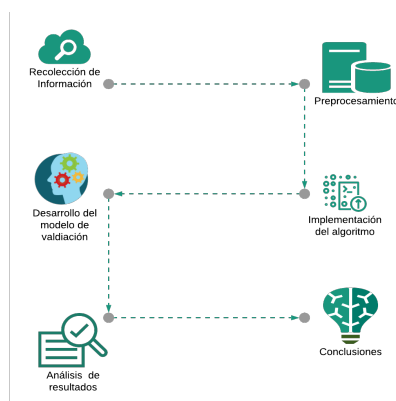 Recolección de
Información
Preprocesamiento
Implementación
del algoritmo
Desarrollo del
modelo de
valdiación
Análisis de
resultados
Conclusiones